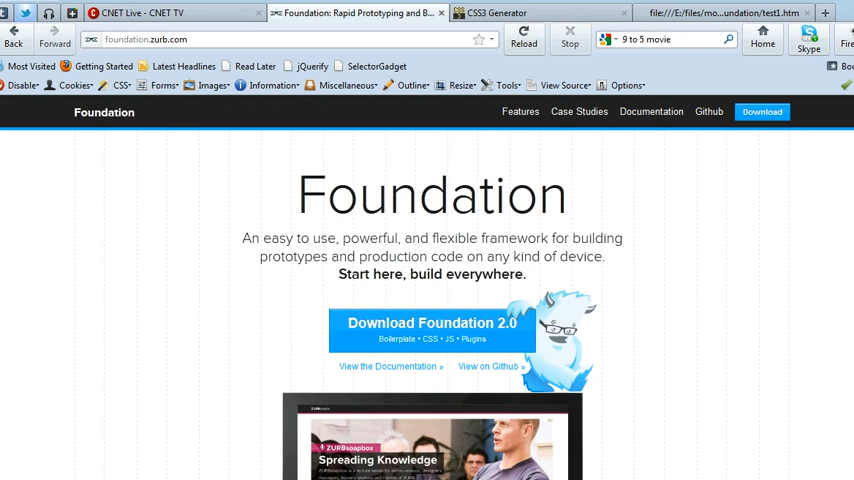 CNET Live - CNET TV
Foundation: Rapid Prototyping and B...
CSS3 Generator
file:///E:/files/mo...undation/test1.htm
Back
Forward
foundation.zurb.com
Reload
Stop
9 to 5 movie
Home
Skype
Fire
Most Visited
Getting Started
Latest Headlines
Read Later
jQuerify
SelectorGadget
Boo
Disable
Cookies
CSS
Forms
Images
Information
Miscellaneous
Outline
Resize
Tools
View Source
Options
Foundation
Features
Case Studies
Documentation
Github
Download
Foundation
An easy to use, powerful, and flexible framework for building
prototypes and production code on any kind of device.
Start here, build everywhere.
Download Foundation 2.0
Boilerplate • CSS • JS • Plugins
View the Documentation »
View on Github »
ZURBsoapbox
Spreading Knowledge